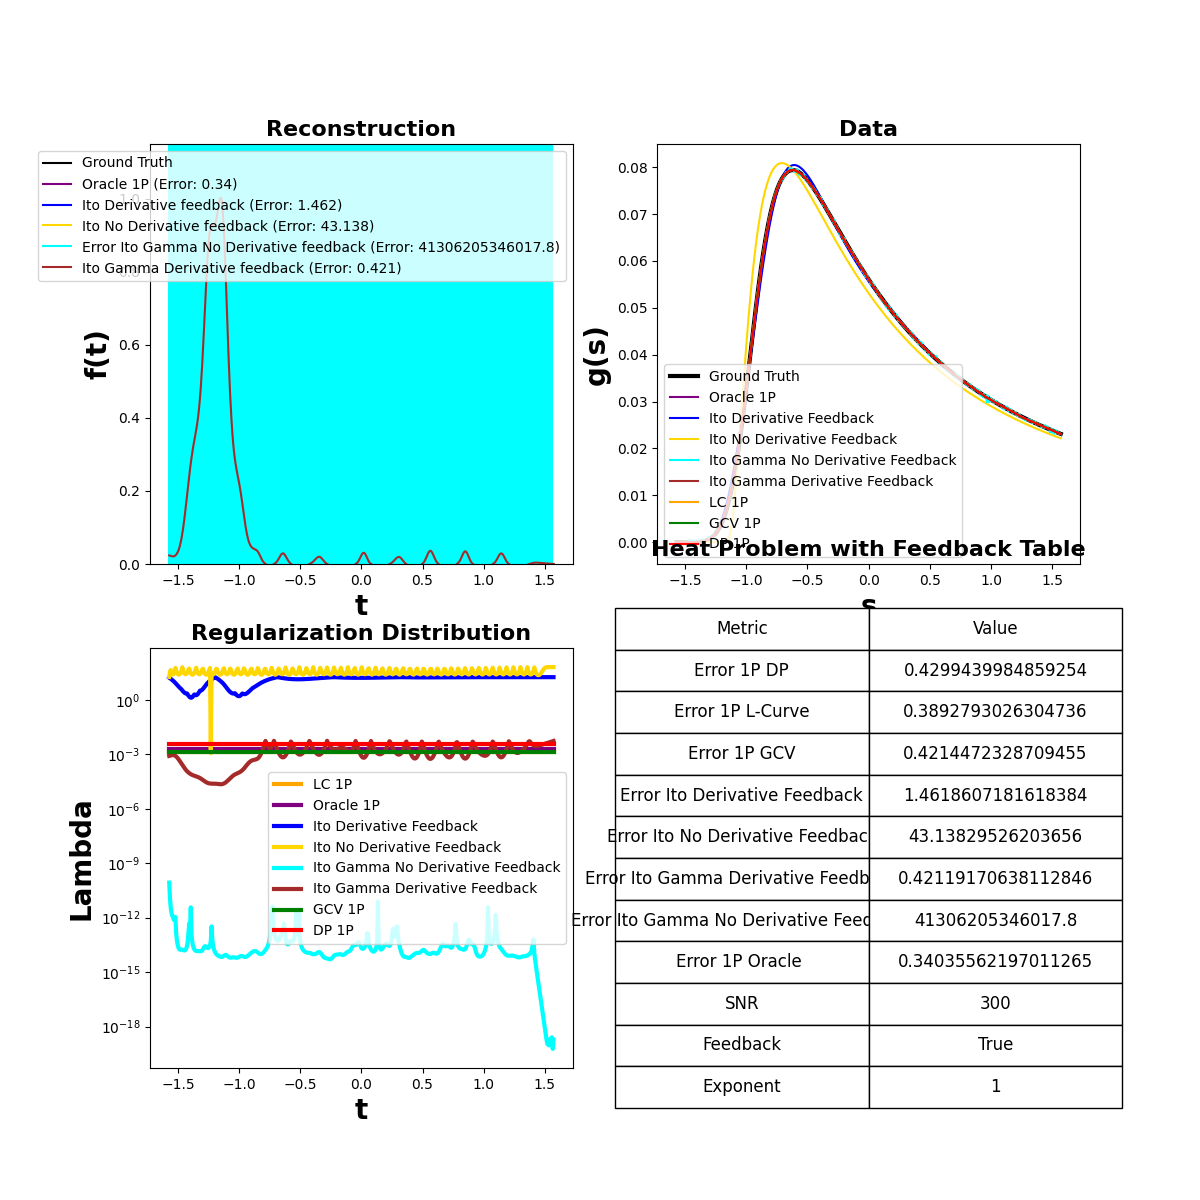 Reconstruction
Ground Truth
Oracle 1P (Error: 0.34)
Ito Derivative feedback (Error: 1.462)
Ito No Derivative feedback (Error: 43.138)
Error Ito Gamma No Derivative feedback (Error: 41306205346017.8)
Ito Gamma Derivative feedback (Error: 0.421)
1.0
0.8
0.6
0.4
0.2
0.0
f(t)
−1.5 −1.0 −0.5 0.0 0.5 1.0 1.5
t
Data
0.08
0.07
0.06
0.05
0.04
0.03
0.02
0.01
0.00
g(s)
Ground Truth
Oracle 1P
Ito Derivative Feedback
Ito No Derivative Feedback
Ito Gamma No Derivative Feedback
Ito Gamma Derivative Feedback
LC 1P
GCV 1P
DP 1P
−1.5 −1.0 −0.5 0.0 0.5 1.0 1.5
s
Regularization Distribution
10⁰
10⁻³
10⁻⁶
10⁻⁹
10⁻¹²
10⁻¹⁵
10⁻¹⁸
Lambda
LC 1P
Oracle 1P
Ito Derivative Feedback
Ito No Derivative Feedback
Ito Gamma No Derivative Feedback
Ito Gamma Derivative Feedback
GCV 1P
DP 1P
−1.5 −1.0 −0.5 0.0 0.5 1.0 1.5
t
Heat Problem with Feedback Table
Metric Value
Error 1P DP 0.4299439984859254
Error 1P L-Curve 0.3892793026304736
Error 1P GCV 0.4214472328709455
Error Ito Derivative Feedback 1.4618607181618384
Error Ito No Derivative Feedbac 43.13829526203656
Error Ito Gamma Derivative Feedb 0.42119170638112846
Error Ito Gamma No Derivative Feed 41306205346017.8
Error 1P Oracle 0.34035562197011265
SNR 300
Feedback True
Exponent 1